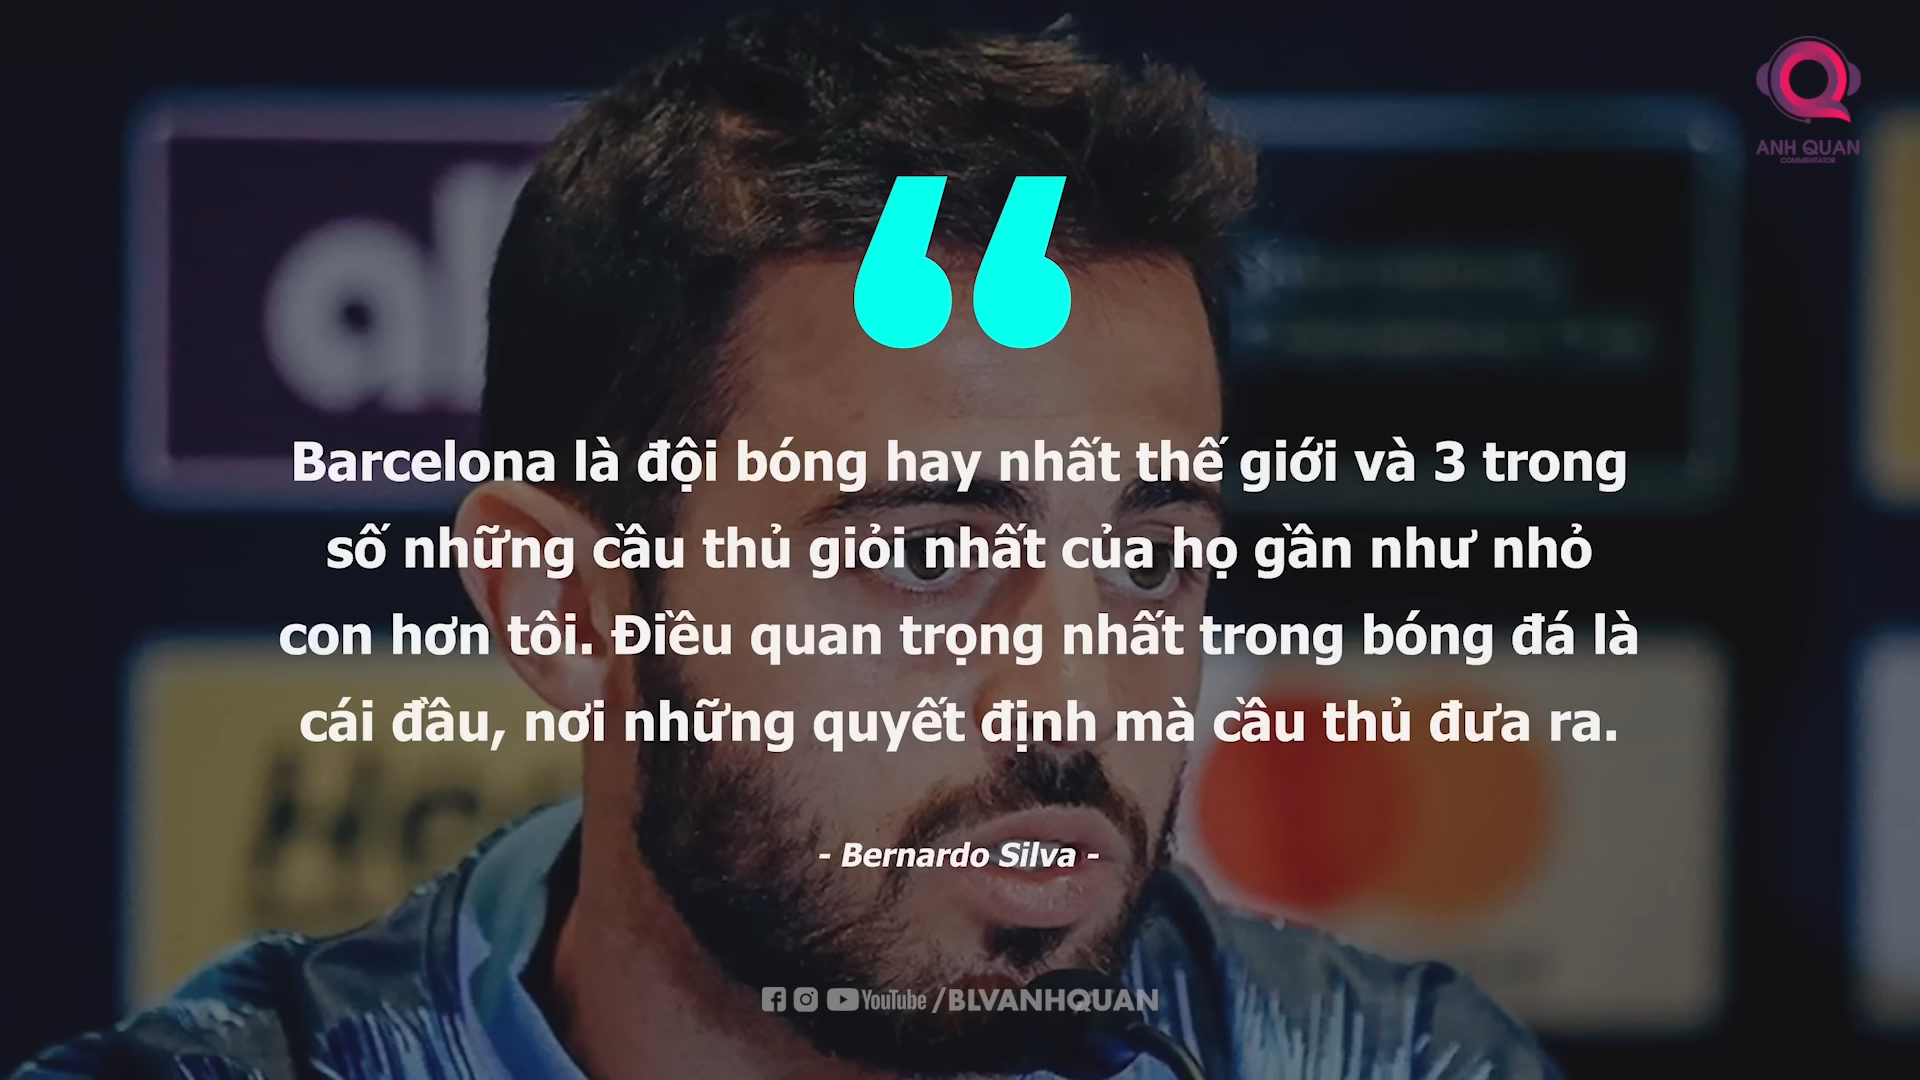 ANH QUAN
COMMENTATOR
Barcelona là đội bóng hay nhất thế giới và 3 trong
số những cầu thủ giỏi nhất của họ gần như nhỏ
con hơn tôi. Điều quan trọng nhất trong bóng đá là
cái đầu, nơi những quyết định mà cầu thủ đưa ra.
- Bernardo Silva -
YouTube /BLVANHQUAN